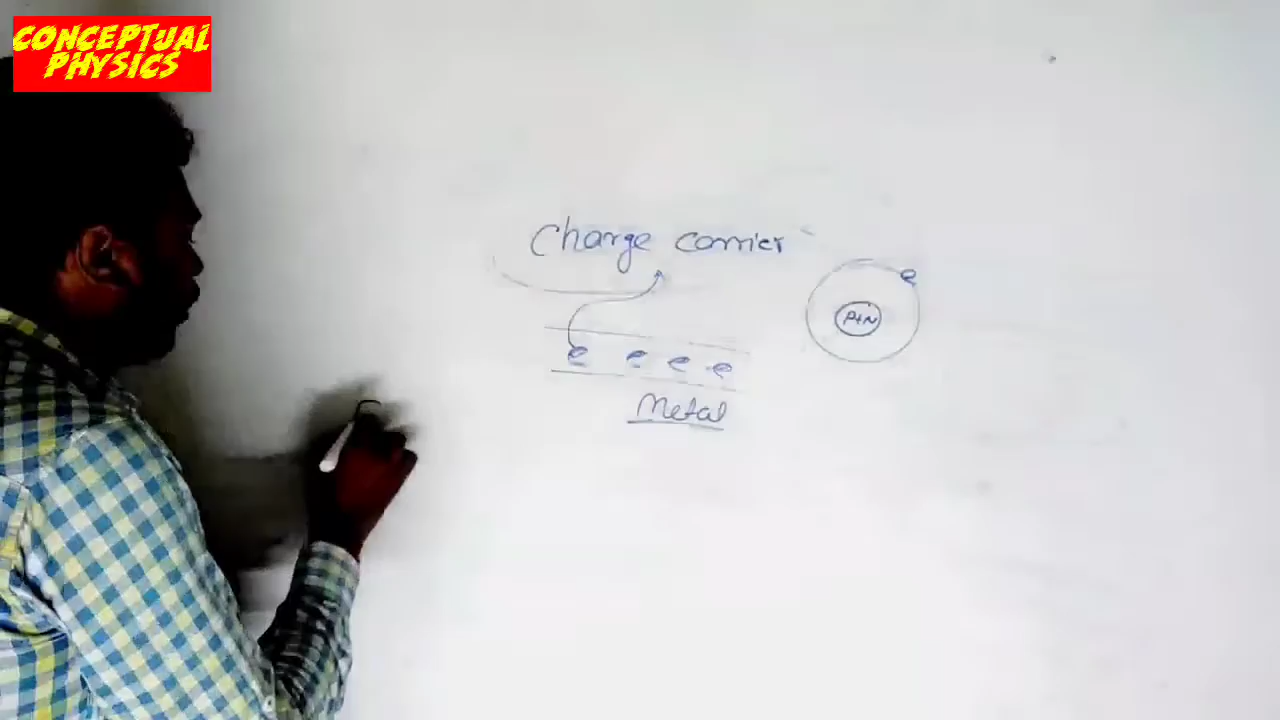 CONCEPTUAL
PHYSICS
Charge carrier
e
P+N
e e e e
Metal